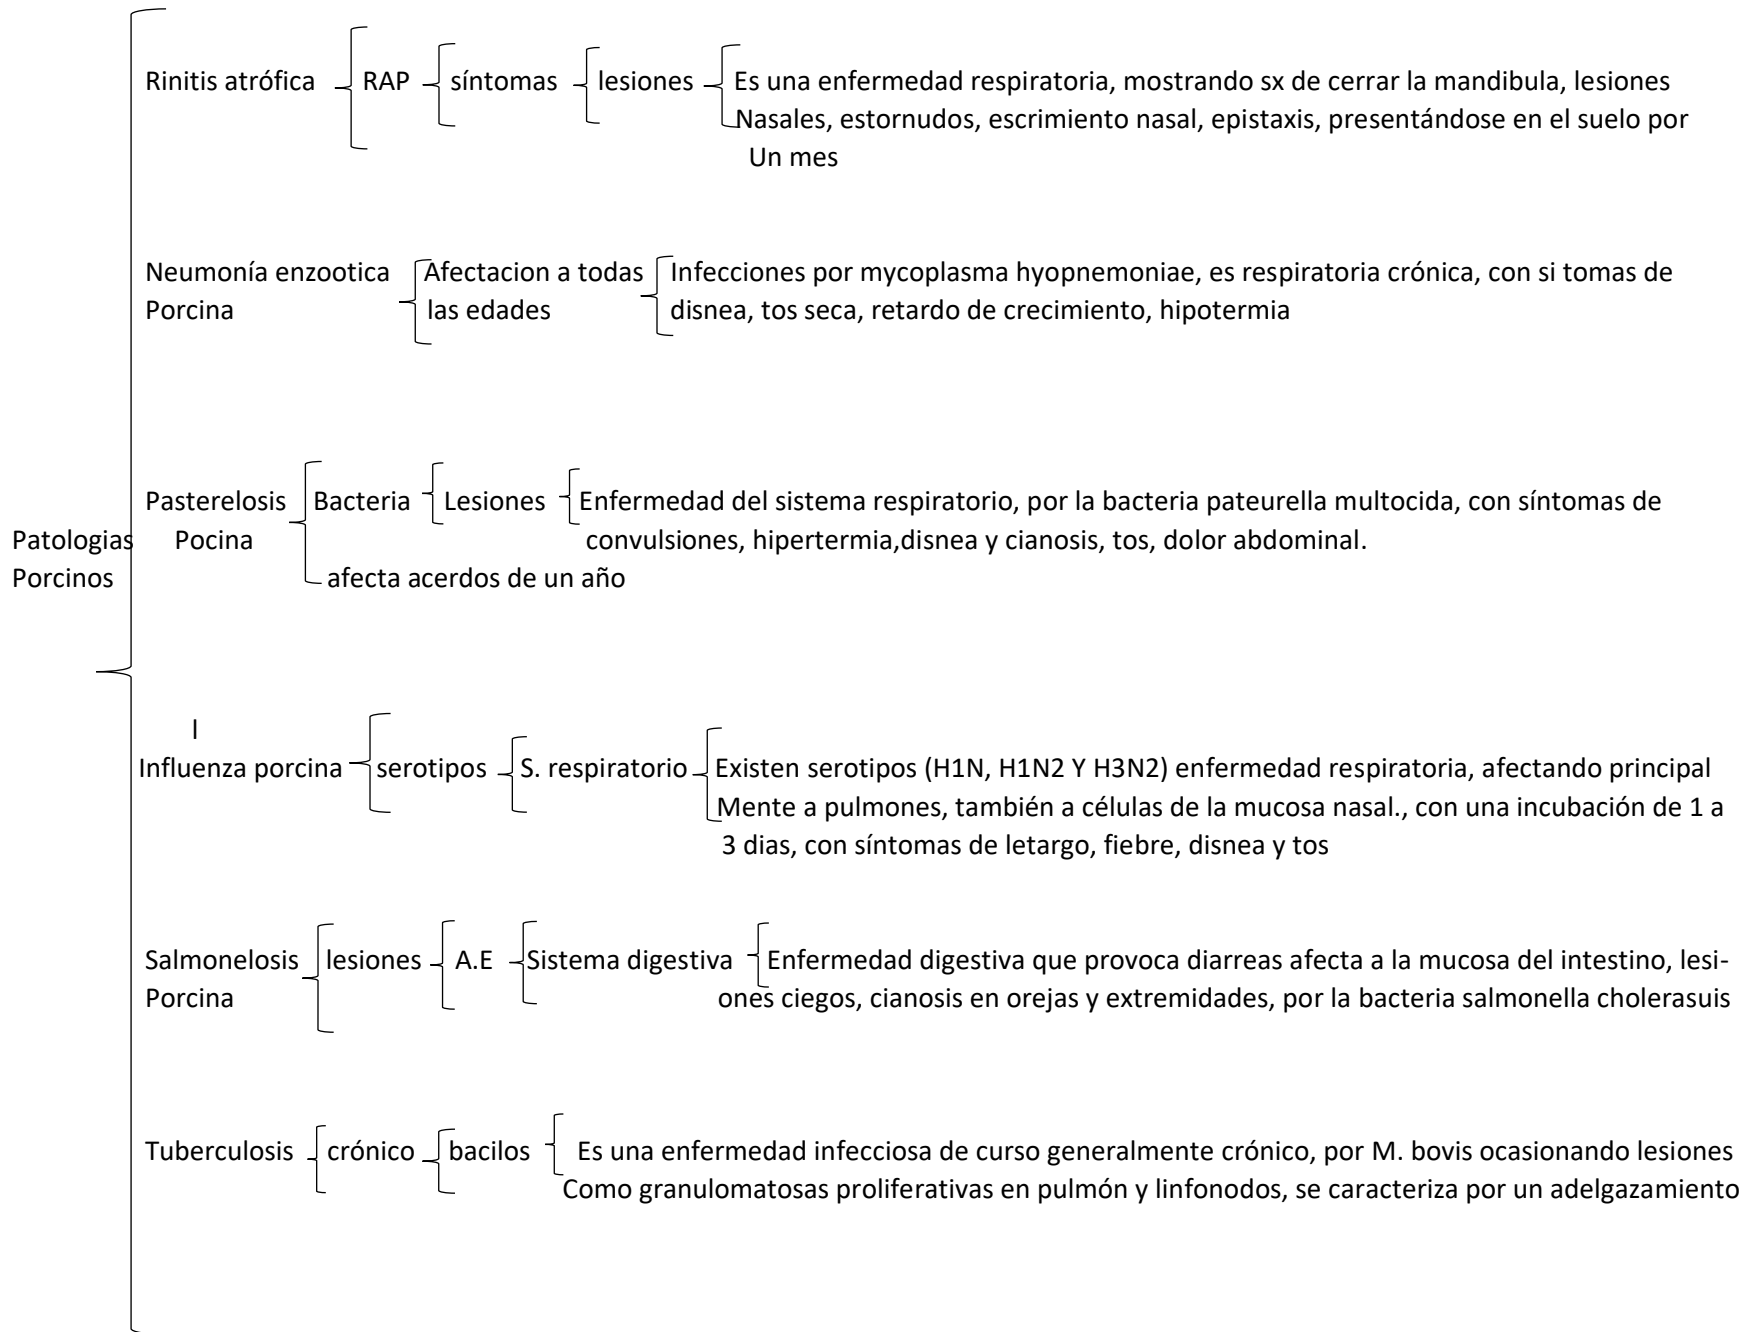 Rinitis atrófica RAP síntomas lesiones Es una enfermedad respiratoria, mostrando sx de cerrar la mandibula, lesiones
Nasales, estornudos, escrimiento nasal, epistaxis, presentándose en el suelo por
Un mes
Neumonía enzootica Afectacion a todas Infecciones por mycoplasma hyopnemoniae, es respiratoria crónica, con si tomas de
Porcina las edades disnea, tos seca, retardo de crecimiento, hipotermia
Pasterelosis Bacteria Lesiones Enfermedad del sistema respiratorio, por la bacteria pateurella multocida, con síntomas de
Patologias Pocina convulsiones, hipertermia,disnea y cianosis, tos, dolor abdominal.
Porcinos afecta acerdos de un año
I
Influenza porcina serotipos S. respiratorio Existen serotipos (H1N, H1N2 Y H3N2) enfermedad respiratoria, afectando principal
Mente a pulmones, también a células de la mucosa nasal., con una incubación de 1 a
3 dias, con síntomas de letargo, fiebre, disnea y tos
Salmonelosis lesiones A.E Sistema digestiva Enfermedad digestiva que provoca diarreas afecta a la mucosa del intestino, lesi-
Porcina ones ciegos, cianosis en orejas y extremidades, por la bacteria salmonella cholerasuis
Tuberculosis crónico bacilos Es una enfermedad infecciosa de curso generalmente crónico, por M. bovis ocasionando lesiones
Como granulomatosas proliferativas en pulmón y linfonodos, se caracteriza por un adelgazamiento